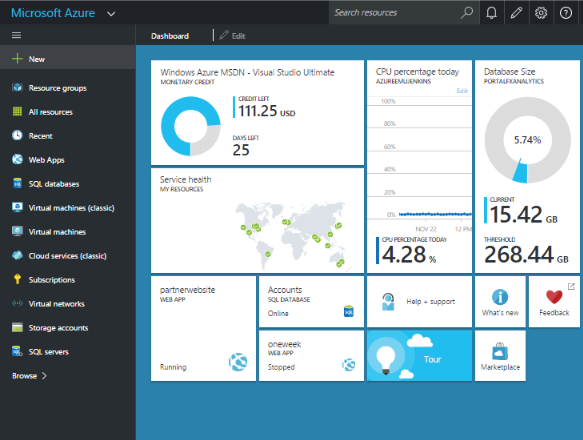 Microsoft Azure
Search resources
New
Dashboard
Edit
Resource groups
All resources
Recent
Web Apps
SQL databases
Virtual machines (classic)
Virtual machines
Cloud services (classic)
Subscriptions
Virtual networks
Storage accounts
SQL servers
Browse
Windows Azure MSDN - Visual Studio Ultimate
MONETARY CREDIT
CREDIT LEFT
111.25 USD
DAYS LEFT
25
CPU percentage today
AZUREEMUJENKINS
Edit
100%
80%
60%
40%
20%
0%
NOV 22
12 PM
CPU PERCENTAGE TODAY
4.28 %
Database Size
PORTALFXANALYTICS
5.74%
CURRENT
15.42 GB
THRESHOLD
268.44 GB
Service health
MY RESOURCES
partnerwebsite
WEB APP
Running
Accounts
SQL DATABASE
Online
Help + support
What's new
Feedback
oneweek
WEB APP
Stopped
Tour
Marketplace